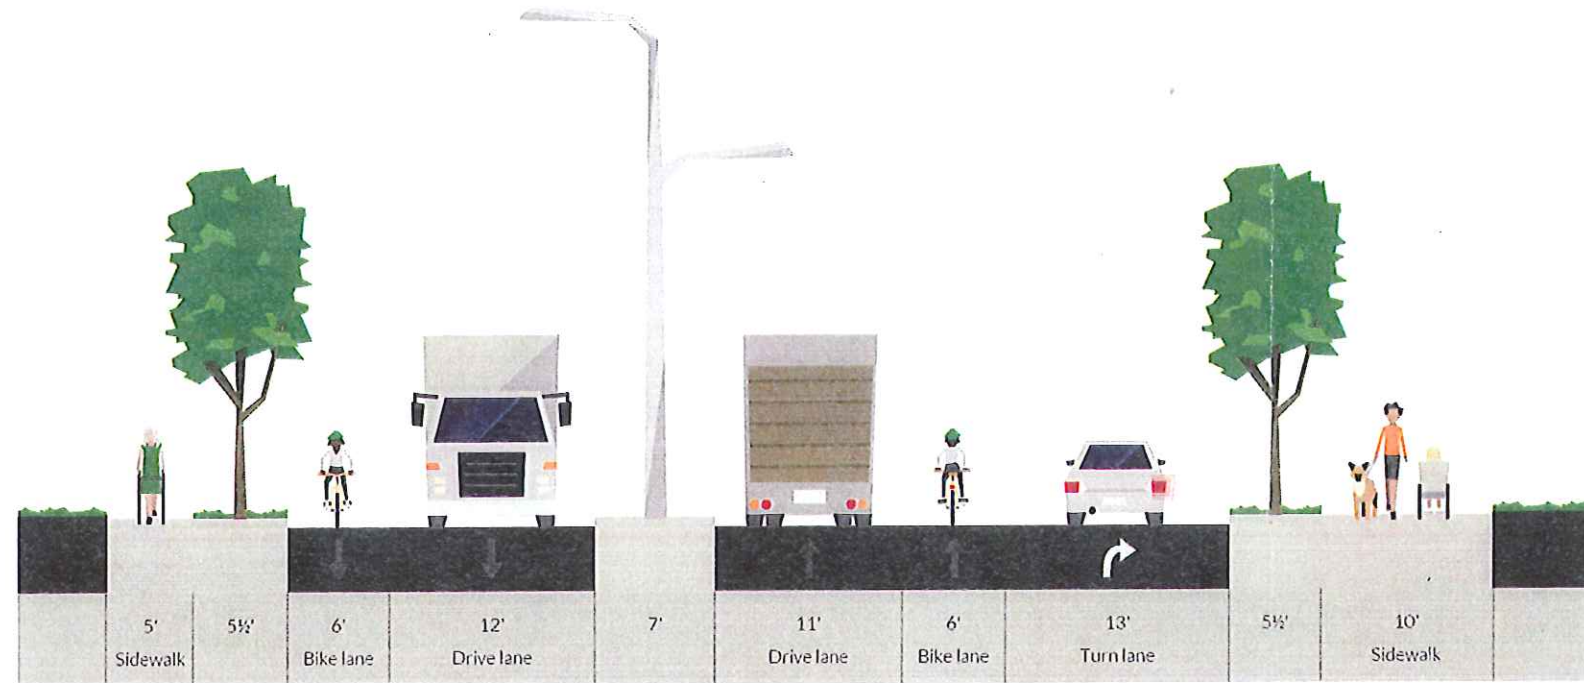 5' 5½' 6' 12' 7' 11' 6' 13' 5½' 10'
Sidewalk Bike lane Drive lane Drive lane Bike lane Turn lane Sidewalk